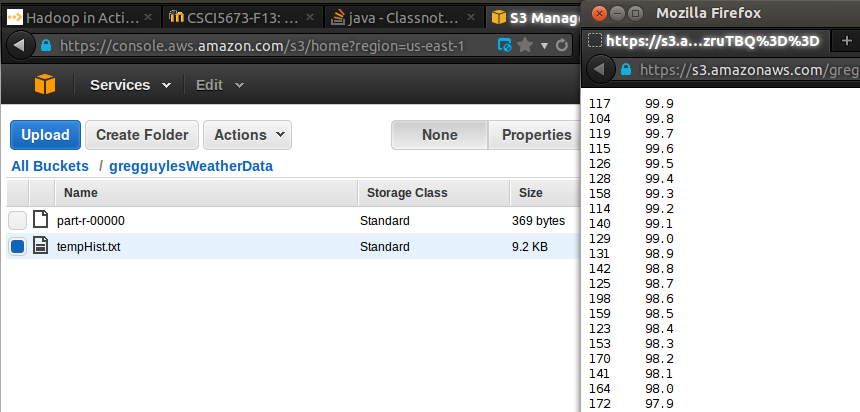 Hadoop in Acti...
CSCI5673-F13: ...
java - Classnot...
S3 Manage
https://console.aws.amazon.com/s3/home?region=us-east-1
Services
Edit
Upload
Create Folder
Actions
None
Properties
All Buckets / gregguylesWeatherData
Name Storage Class Size
part-r-00000 Standard 369 bytes
tempHist.txt Standard 9.2 KB
Mozilla Firefox
https://s3.a...zruTBQ%3D%3D
https://s3.amazonaws.com/greg
117 99.9
104 99.8
119 99.7
115 99.6
126 99.5
128 99.4
158 99.3
114 99.2
140 99.1
129 99.0
131 98.9
142 98.8
125 98.7
198 98.6
159 98.5
123 98.4
153 98.3
170 98.2
141 98.1
164 98.0
172 97.9